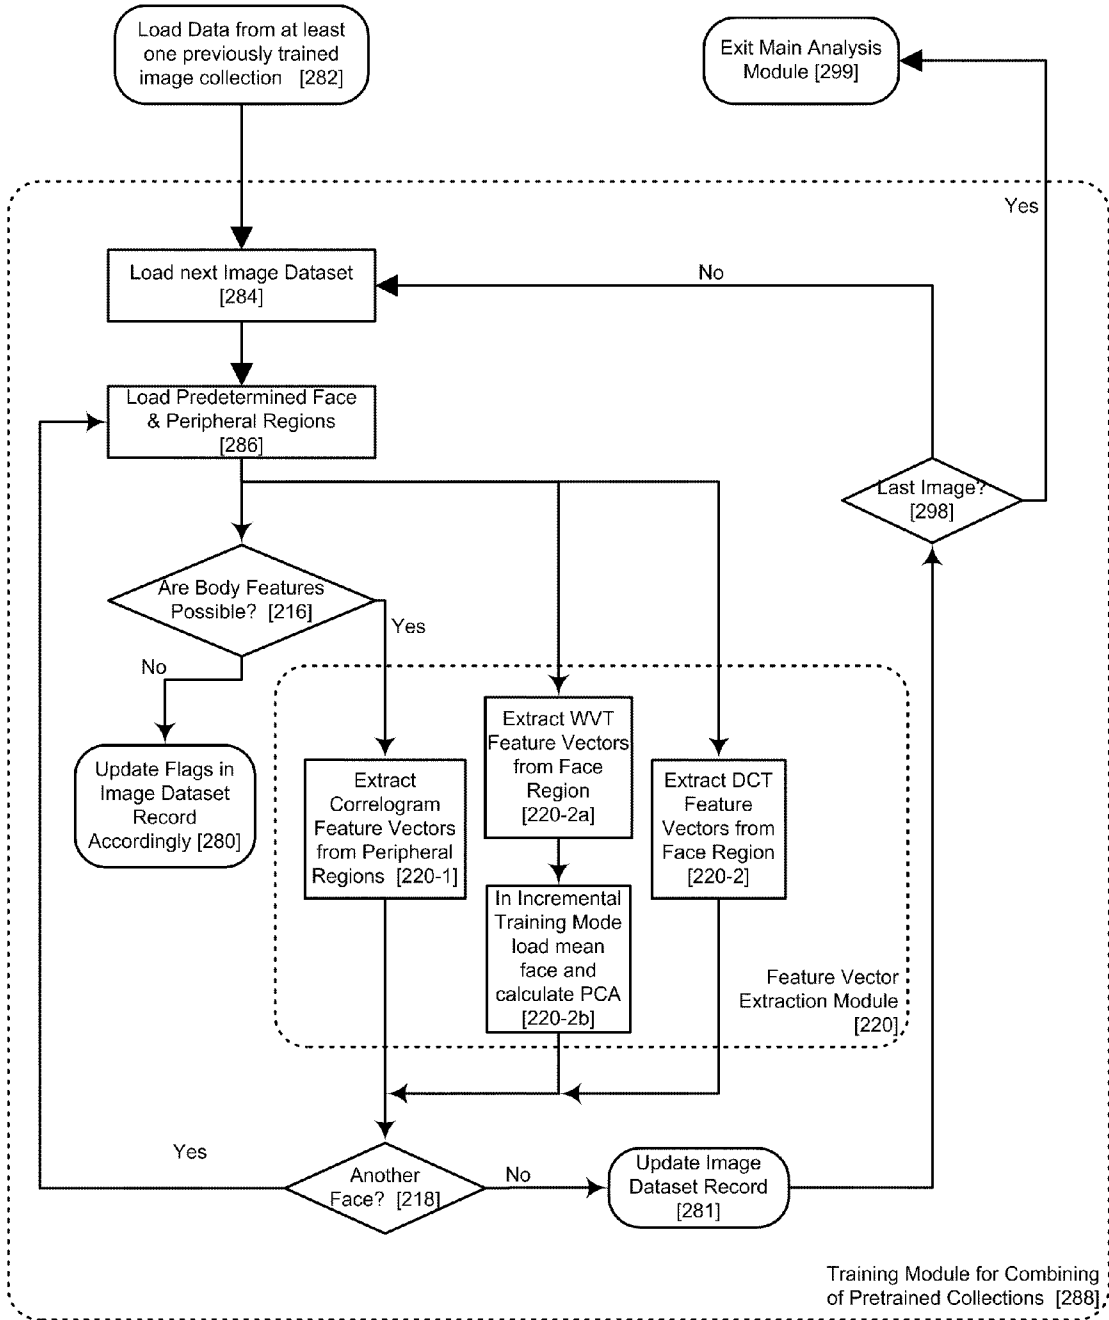 Load Data from at least
one previously trained
image collection [282]
Exit Main Analysis
Module [299]
Yes
Load next Image Dataset
[284]
No
Load Predetermined Face
& Peripheral Regions
[286]
Last Image?
[298]
Are Body Features
Possible? [216]
Yes
No
Update Flags in
Image Dataset
Record
Accordingly [280]
Extract
Correlogram
Feature Vectors
from Peripheral
Regions [220-1]
Extract WVT
Feature Vectors
from Face
Region
[220-2a]
Extract DCT
Feature
Vectors from
Face Region
[220-2]
In Incremental
Training Mode
load mean
face and
calculate PCA
[220-2b]
Feature Vector
Extraction Module
[220]
Yes
Another
Face? [218]
No
Update Image
Dataset Record
[281]
Training Module for Combining
of Pretrained Collections [288]